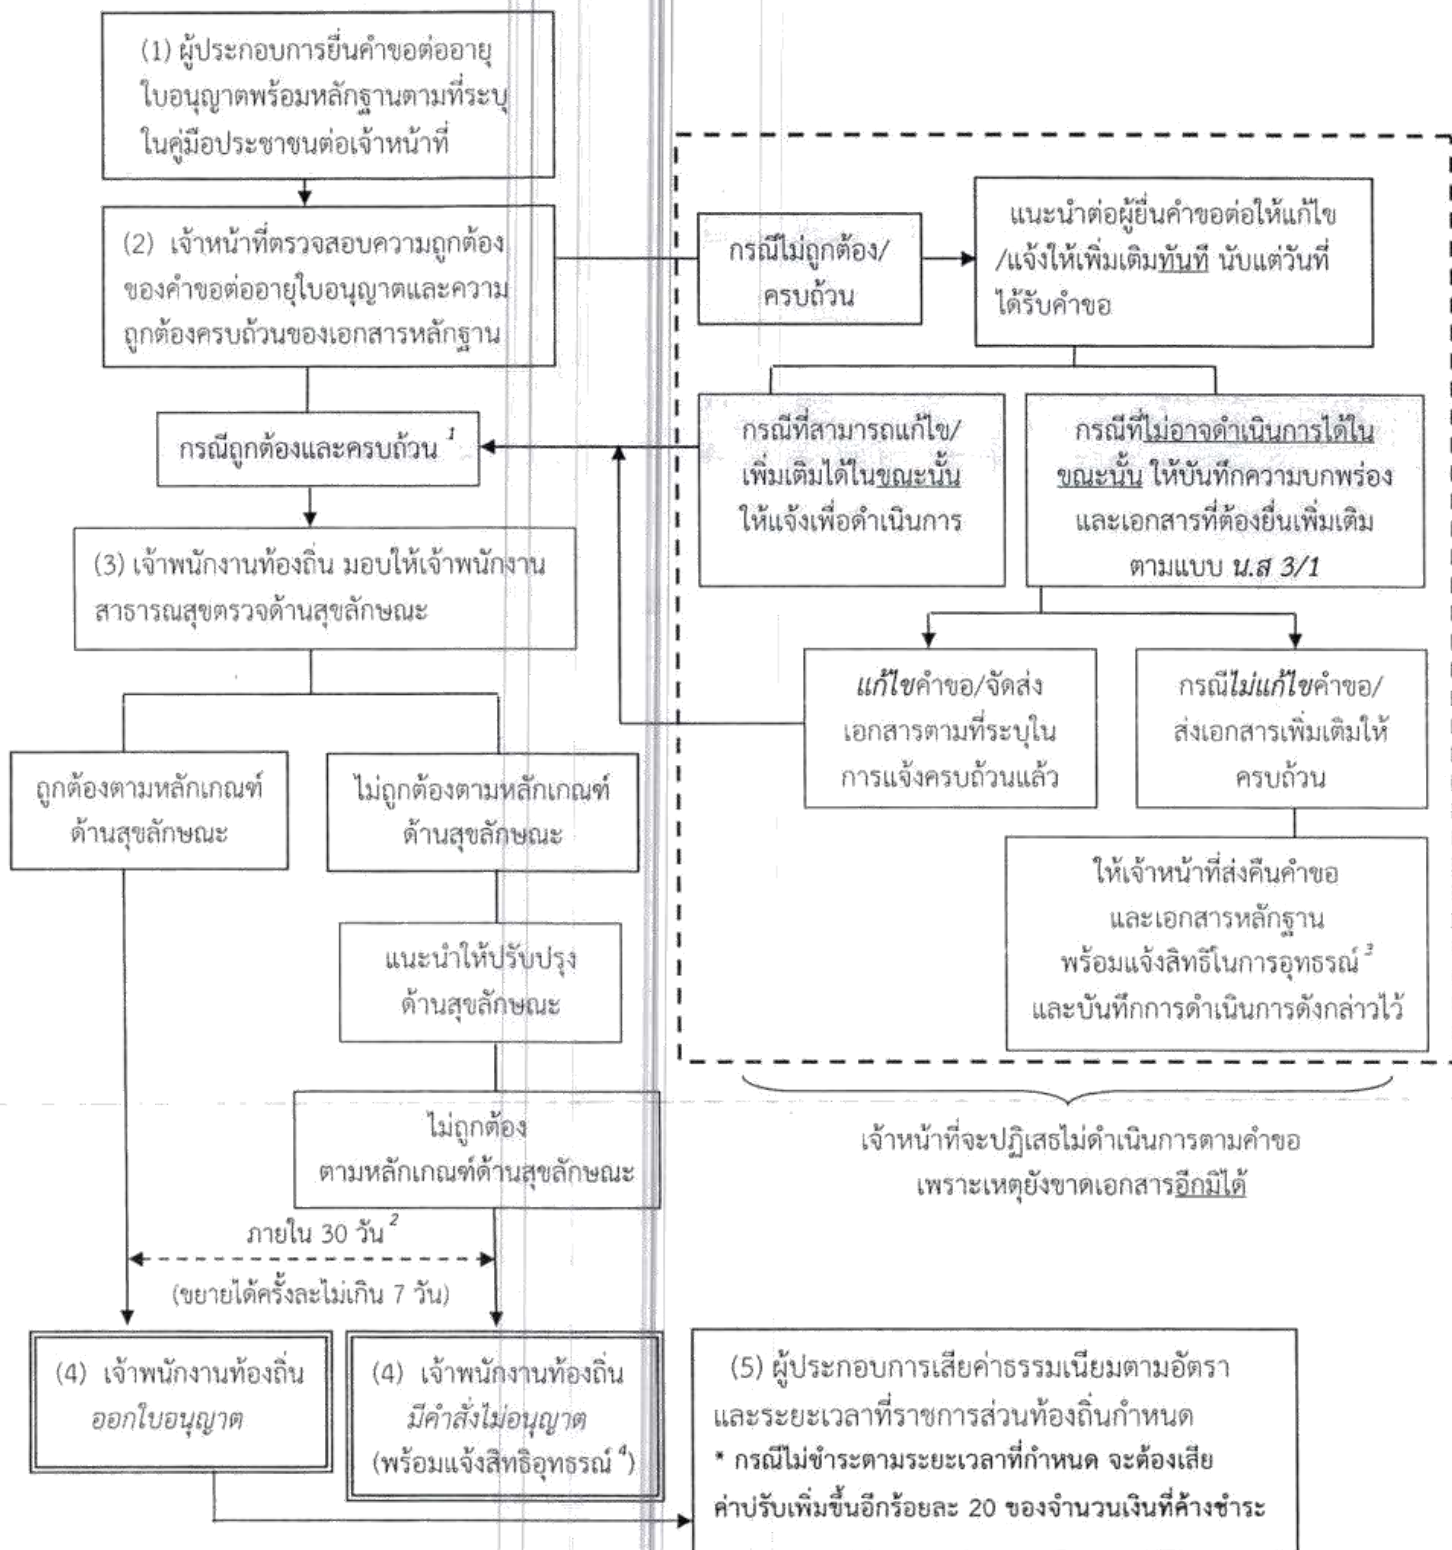 (1) ผู้ประกอบการยื่นคำขอต่ออายุ
ใบอนุญาตพร้อมหลักฐานตามที่ระบุ
ในคู่มือประชาชนต่อเจ้าหน้าที่
(2) เจ้าหน้าที่ตรวจสอบความถูกต้อง
ของคำขอต่ออายุใบอนุญาตและความ
ถูกต้องครบถ้วนของเอกสารหลักฐาน
กรณีไม่ถูกต้อง/
ครบถ้วน
แนะนำต่อผู้ยื่นคำขอต่อให้แก้ไข
/แจ้งให้เพิ่มเติมทันที นับแต่วันที่
ได้รับคำขอ
กรณีถูกต้องและครบถ้วน 1
กรณีที่สามารถแก้ไข/
เพิ่มเติมได้ในขณะนั้น
ให้แจ้งเพื่อดำเนินการ
กรณีที่ไม่อาจดำเนินการได้ใน
ขณะนั้น ให้บันทึกความบกพร่อง
และเอกสารที่ต้องยื่นเพิ่มเติม
ตามแบบ น.ส 3/1
(3) เจ้าพนักงานท้องถิ่น มอบให้เจ้าพนักงาน
สาธารณสุขตรวจด้านสุขลักษณะ
แก้ไขคำขอ/จัดส่ง
เอกสารตามที่ระบุใน
การแจ้งครบถ้วนแล้ว
กรณีไม่แก้ไขคำขอ/
ส่งเอกสารเพิ่มเติมให้
ครบถ้วน
ถูกต้องตามหลักเกณฑ์
ด้านสุขลักษณะ
ไม่ถูกต้องตามหลักเกณฑ์
ด้านสุขลักษณะ
ให้เจ้าหน้าที่ส่งคืนคำขอ
และเอกสารหลักฐาน
พร้อมแจ้งสิทธิในการอุทธรณ์ 3
และบันทึกการดำเนินการดังกล่าวไว้
แนะนำให้ปรับปรุง
ด้านสุขลักษณะ
ไม่ถูกต้อง
ตามหลักเกณฑ์ด้านสุขลักษณะ
เจ้าหน้าที่จะปฏิเสธไม่ดำเนินการตามคำขอ
เพราะเหตุยังขาดเอกสารอีกมิได้
ภายใน 30 วัน 2
(ขยายได้ครั้งละไม่เกิน 7 วัน)
(4) เจ้าพนักงานท้องถิ่น
ออกใบอนุญาต
(4) เจ้าพนักงานท้องถิ่น
มีคำสั่งไม่อนุญาต
(พร้อมแจ้งสิทธิอุทธรณ์ 4)
(5) ผู้ประกอบการเสียค่าธรรมเนียมตามอัตรา
และระยะเวลาที่ราชการส่วนท้องถิ่นกำหนด
* กรณีไม่ชำระตามระยะเวลาที่กำหนด จะต้องเสีย
ค่าปรับเพิ่มขึ้นอีกร้อยละ 20 ของจำนวนเงินที่ค้างชำระ